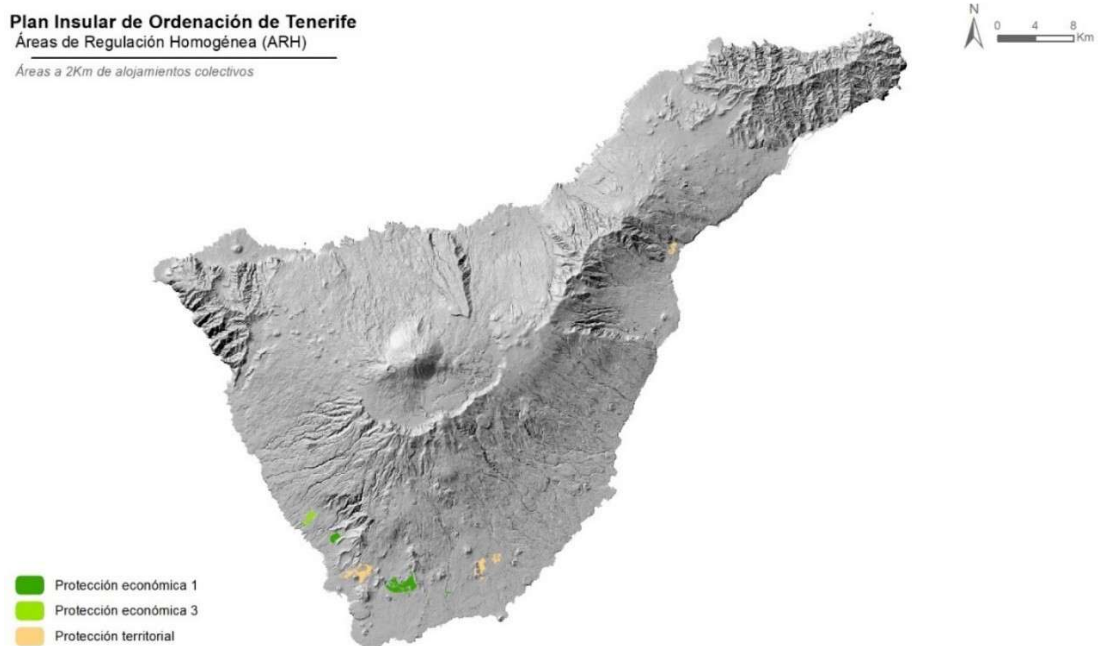 Plan Insular de Ordenación de Tenerife
Áreas de Regulación Homogénea (ARH)
Áreas a 2Km de alojamientos colectivos
N
0 4 8
Km
Protección económica 1
Protección económica 3
Protección territorial